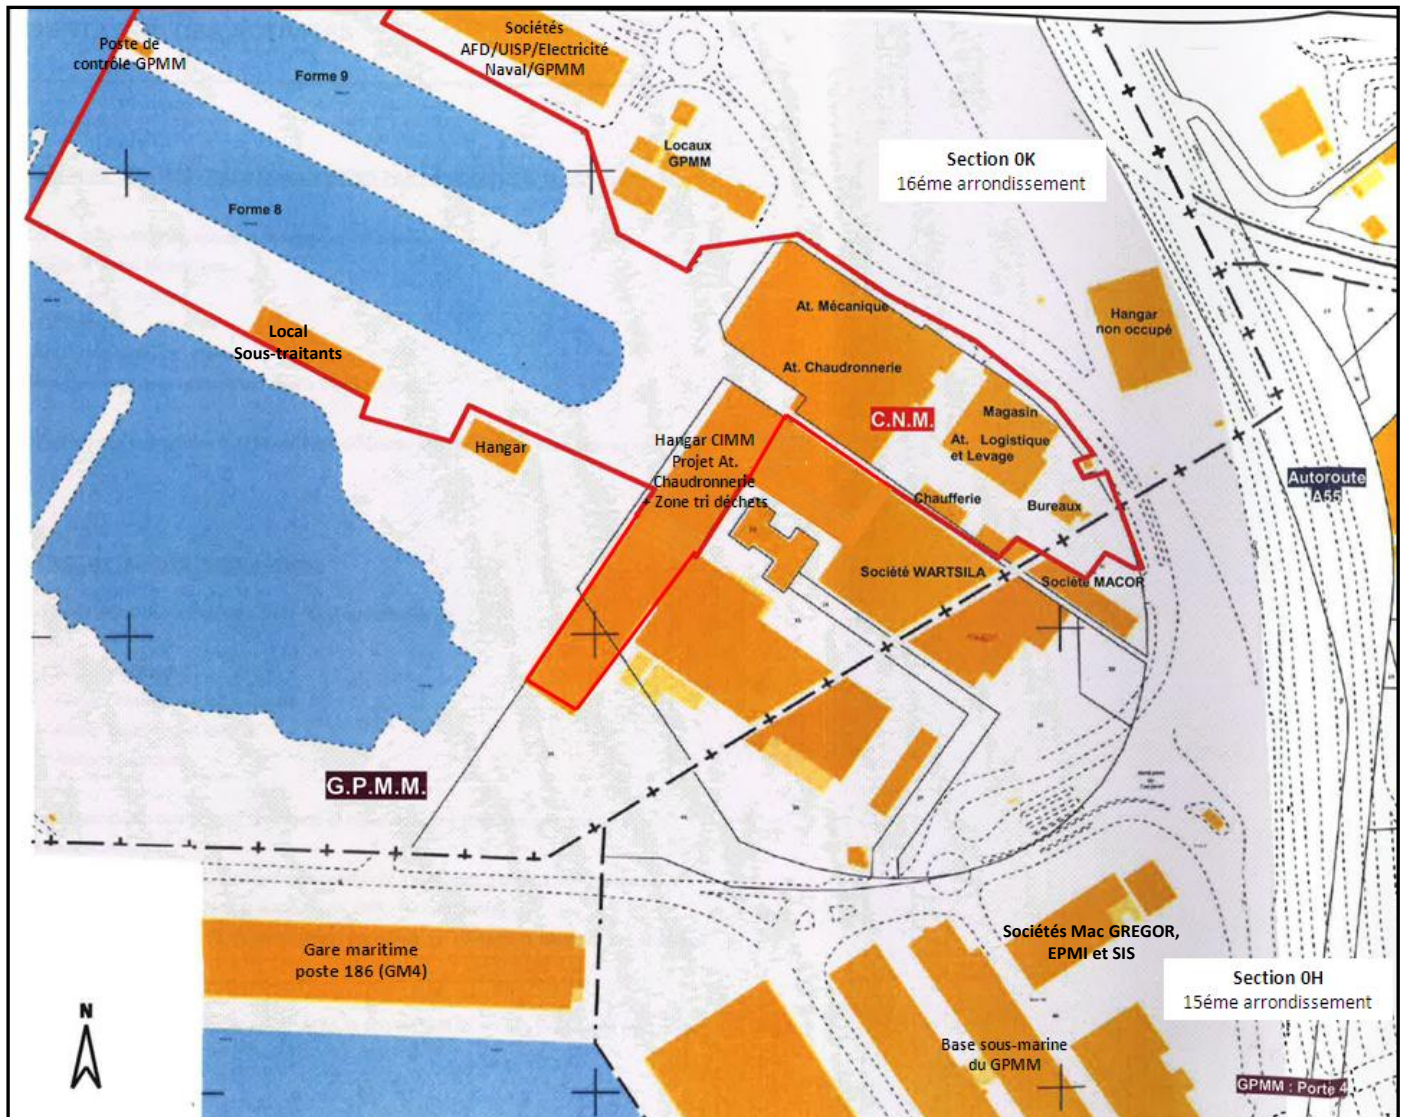 Sociétés
AFD/UISP/Electricité
Naval/GPMM
Poste de
contrôle GPMM
Forme 9
Locaux
GPMM
Section 0K
16éme arrondissement
Forme 8
At. Mécanique
Hangar
non occupé
Local
Sous-traitants
At. Chaudronnerie
C.N.M.
Magasin
At. Logistique
et Levage
Hangar
Hangar CIMM
Projet At.
Chaudronnerie
+ Zone tri déchets
Chaufferie
Bureaux
Autoroute
A55
Société WARTSILA
Société MACOR
G.P.M.M.
Sociétés Mac GREGOR,
EPMI et SIS
Gare maritime
poste 186 (GM4)
Section 0H
15éme arrondissement
N
Base sous-marine
du GPMM
GPMM : Porte 4